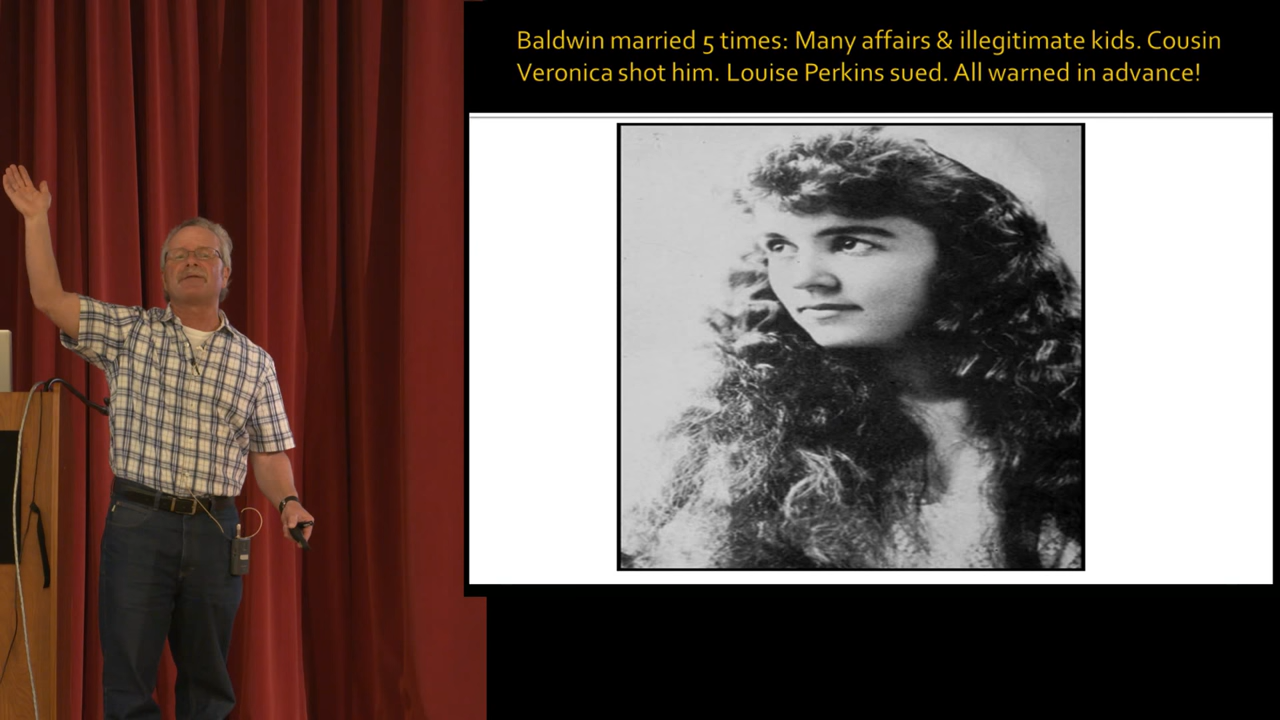 Baldwin married 5 times: Many affairs & illegitimate kids. Cousin
Veronica shot him. Louise Perkins sued. All warned in advance!